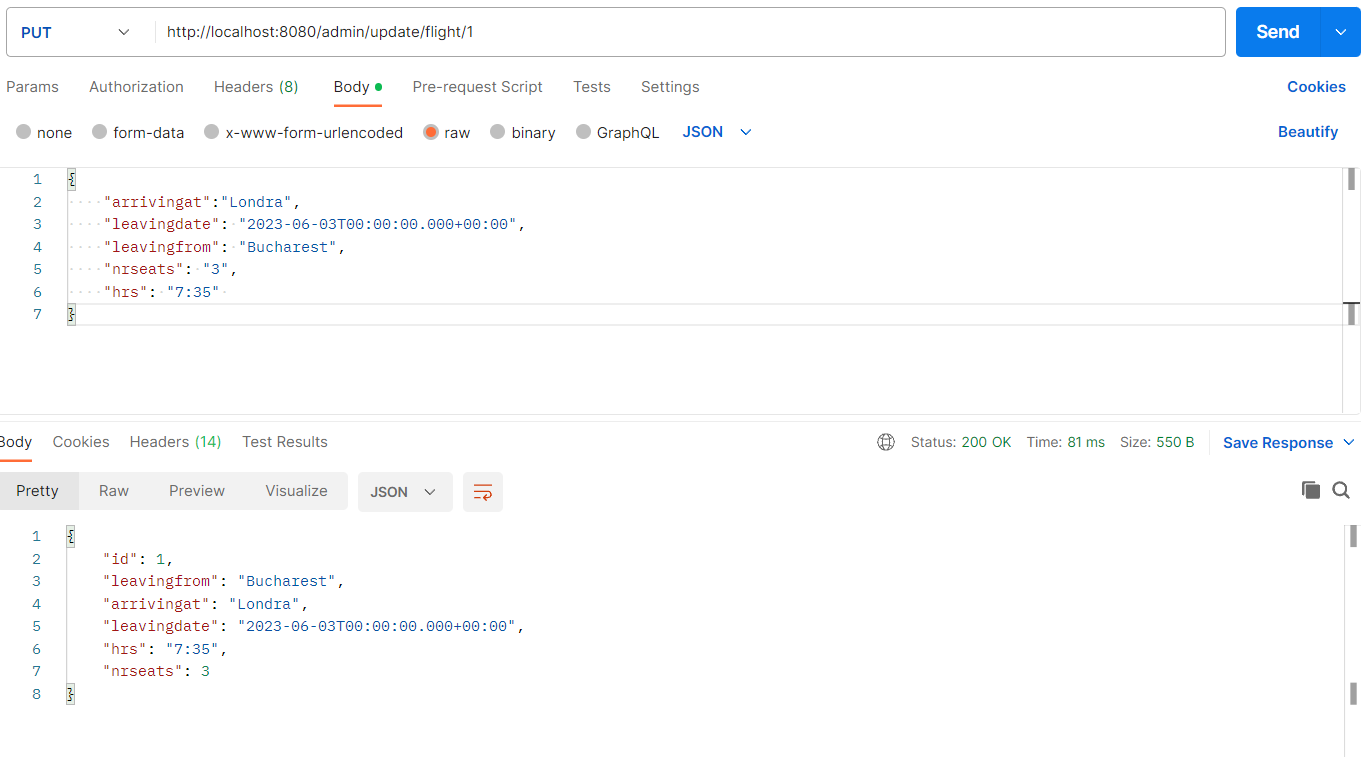 PUT http://localhost:8080/admin/update/flight/1 Send
Params Authorization Headers (8) Body Pre-request Script Tests Settings Cookies
none form-data x-www-form-urlencoded raw binary GraphQL JSON Beautify
1 {
2 "arrivingat":"Londra",
3 "leavingdate": "2023-06-03T00:00:00.000+00:00",
4 "leavingfrom": "Bucharest",
5 "nrseats": "3",
6 "hrs": "7:35"
7 }
Body Cookies Headers (14) Test Results Status: 200 OK Time: 81 ms Size: 550 B Save Response
Pretty Raw Preview Visualize JSON
1 {
2 "id": 1,
3 "leavingfrom": "Bucharest",
4 "arrivingat": "Londra",
5 "leavingdate": "2023-06-03T00:00:00.000+00:00",
6 "hrs": "7:35",
7 "nrseats": 3
8 }